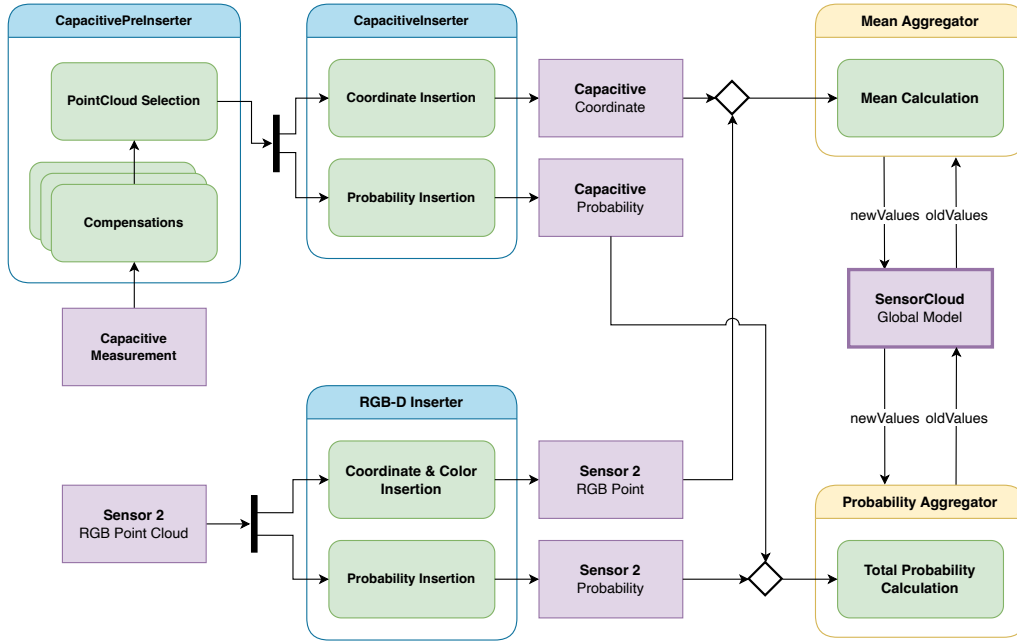 CapacitivePreInserter
PointCloud Selection
Compensations
Capacitive
Measurement
CapacitiveInserter
Coordinate Insertion
Probability Insertion
Capacitive
Coordinate
Capacitive
Probability
Mean Aggregator
Mean Calculation
newValues
oldValues
SensorCloud
Global Model
newValues
oldValues
RGB-D Inserter
Coordinate & Color
Insertion
Probability Insertion
Sensor 2
RGB Point Cloud
Sensor 2
RGB Point
Sensor 2
Probability
Probability Aggregator
Total Probability
Calculation